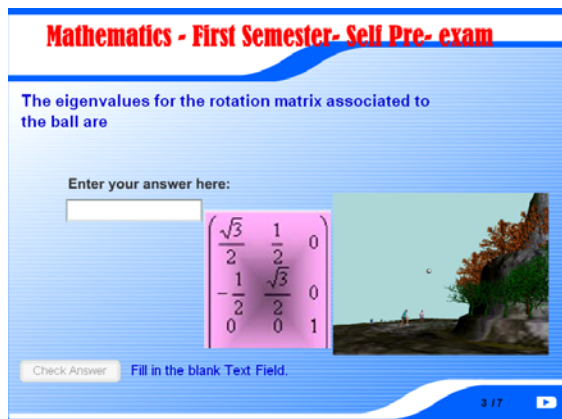 Mathematics - First Semester- Self Pre- exam
The eigenvalues for the rotation matrix associated to
the ball are
Enter your answer here:
√3/2 1/2 0
-1/2 √3/2 0
0 0 1
Check Answer
Fill in the blank Text Field.
3 / 7